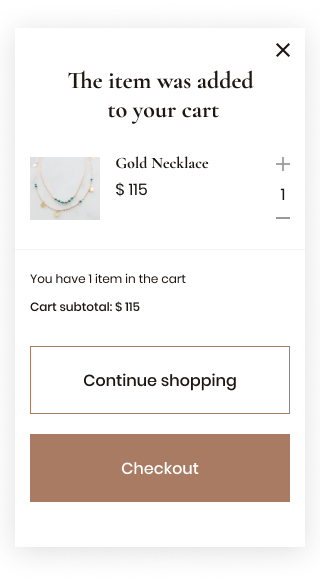 The item was added
to your cart
Gold Necklace
$ 115
1
You have 1 item in the cart
Cart subtotal: $ 115
Continue shopping
Checkout